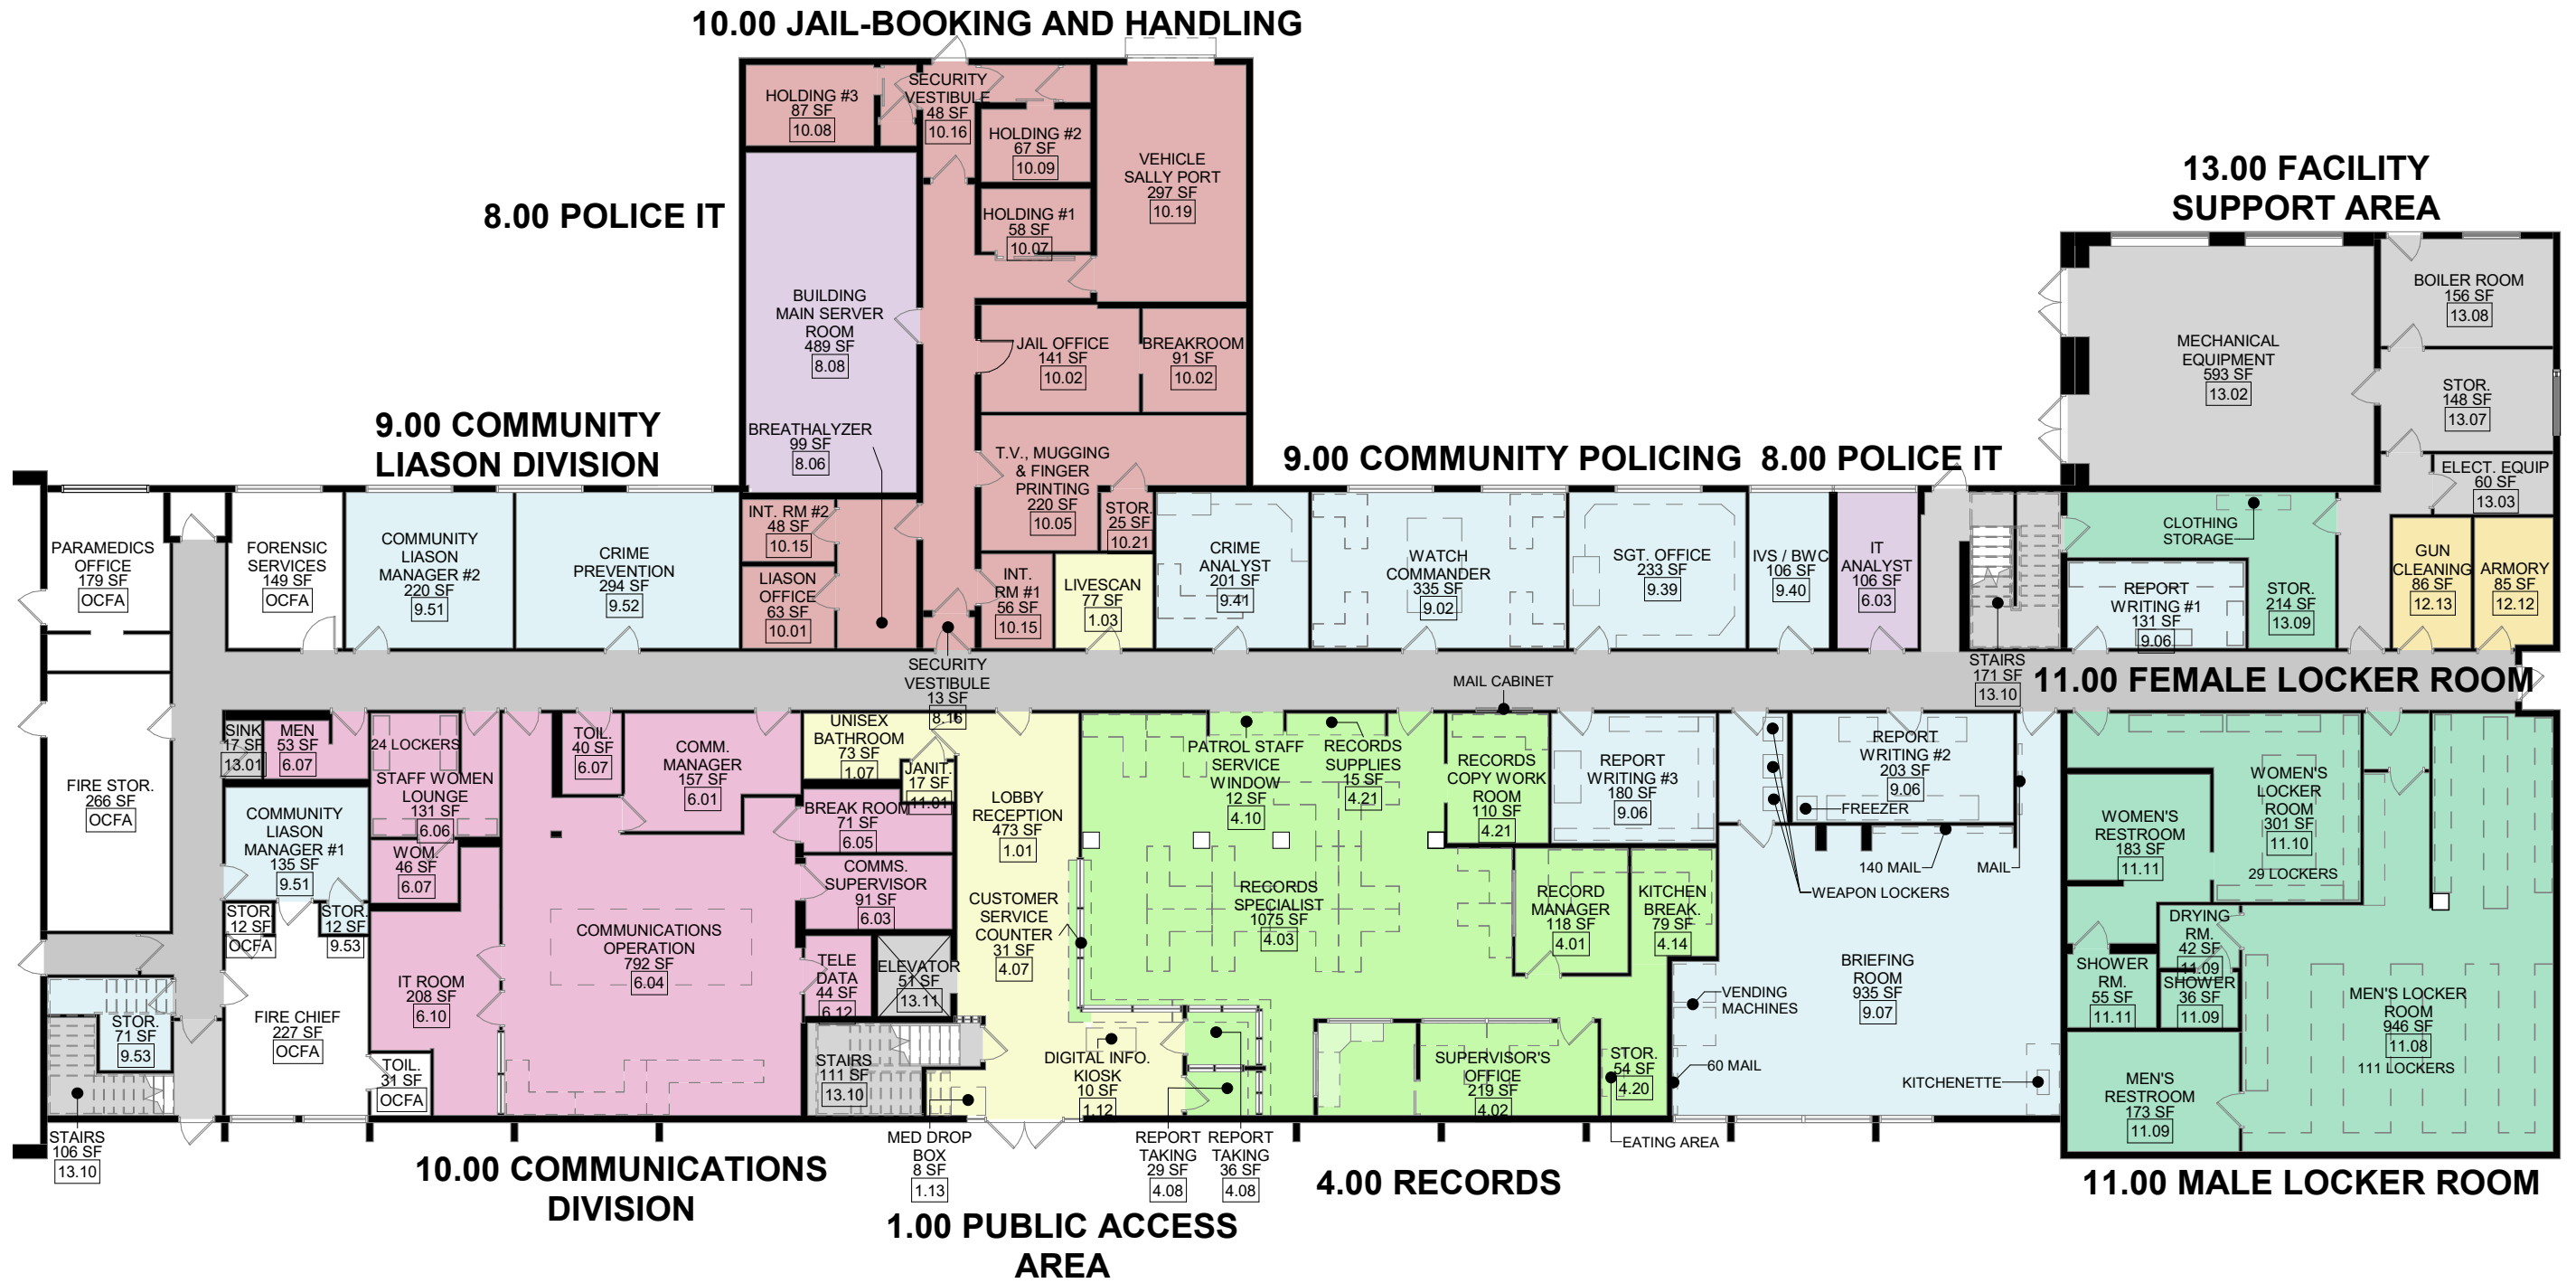 10.00 JAIL-BOOKING AND HANDLING
HOLDING #3
87 SF
10.08
SECURITY
VESTIBULE
48 SF
10.16
HOLDING #2
67 SF
10.09
HOLDING #1
58 SF
10.07
VEHICLE
SALLY PORT
297 SF
10.19
8.00 POLICE IT
BUILDING
MAIN SERVER
ROOM
489 SF
8.08
JAIL OFFICE
141 SF
10.02
BREAKROOM
91 SF
10.02
BREATHALYZER
99 SF
8.06
T.V., MUGGING
& FINGER
PRINTING
220 SF
10.05
STOR.
25 SF
10.21
INT. RM #2
48 SF
10.15
LIASON
OFFICE
63 SF
10.01
INT.
RM #1
56 SF
10.15
LIVESCAN
77 SF
1.03
13.00 FACILITY
SUPPORT AREA
MECHANICAL
EQUIPMENT
593 SF
13.02
BOILER ROOM
156 SF
13.08
STOR.
148 SF
13.07
ELECT. EQUIP
60 SF
13.03
GUN
CLEANING
86 SF
12.13
ARMORY
85 SF
12.12
9.00 COMMUNITY
LIASON DIVISION
9.00 COMMUNITY POLICING
8.00 POLICE IT
PARAMEDICS
OFFICE
179 SF
OCFA
FORENSIC
SERVICES
149 SF
OCFA
COMMUNITY
LIASON
MANAGER #2
220 SF
9.51
CRIME
PREVENTION
294 SF
9.52
CRIME
ANALYST
201 SF
9.41
WATCH
COMMANDER
335 SF
9.02
SGT. OFFICE
233 SF
9.39
IVS / BWC
106 SF
9.40
IT
ANALYST
106 SF
6.03
CLOTHING
STORAGE
REPORT
WRITING #1
131 SF
9.06
STOR.
214 SF
13.09
SECURITY
VESTIBULE
13 SF
8.16
MAIL CABINET
STAIRS
171 SF
13.10
11.00 FEMALE LOCKER ROOM
FIRE STOR.
266 SF
OCFA
SINK
17 SF
13.01
MEN
53 SF
6.07
24 LOCKERS
STAFF WOMEN
LOUNGE
131 SF
6.06
WOM.
46 SF
6.07
COMMUNITY
LIASON
MANAGER #1
135 SF
9.51
STOR.
12 SF
OCFA
STOR.
12 SF
9.53
TOIL.
40 SF
6.07
COMM.
MANAGER
157 SF
6.01
UNISEX
BATHROOM
73 SF
1.07
JANIT.
17 SF
11.01
BREAK ROOM
71 SF
6.05
COMMS.
SUPERVISOR
91 SF
6.03
IT ROOM
208 SF
6.10
COMMUNICATIONS
OPERATION
792 SF
6.04
TELE
DATA
44 SF
6.12
ELEVATOR
51 SF
13.11
LOBBY
RECEPTION
473 SF
1.01
CUSTOMER
SERVICE
COUNTER
31 SF
4.07
PATROL STAFF
SERVICE
WINDOW
12 SF
4.10
RECORDS
SUPPLIES
15 SF
4.21
RECORDS
COPY WORK
ROOM
110 SF
4.21
RECORDS
SPECIALIST
1075 SF
4.03
RECORD
MANAGER
118 SF
4.01
KITCHEN
BREAK.
79 SF
4.14
REPORT
WRITING #3
180 SF
9.06
REPORT
WRITING #2
203 SF
9.06
FREEZER
140 MAIL
MAIL
WEAPON LOCKERS
BRIEFING
ROOM
935 SF
9.07
VENDING
MACHINES
60 MAIL
KITCHENETTE
WOMEN'S
RESTROOM
183 SF
11.11
WOMEN'S
LOCKER
ROOM
301 SF
11.10
29 LOCKERS
DRYING
RM.
42 SF
11.09
SHOWER
RM.
55 SF
11.11
SHOWER
36 SF
11.09
MEN'S LOCKER
ROOM
946 SF
11.08
111 LOCKERS
MEN'S
RESTROOM
173 SF
11.09
STOR.
71 SF
9.53
FIRE CHIEF
227 SF
OCFA
TOIL.
31 SF
OCFA
STAIRS
111 SF
13.10
DIGITAL INFO.
KIOSK
10 SF
1.12
SUPERVISOR'S
OFFICE
219 SF
4.02
STOR.
54 SF
4.20
STAIRS
106 SF
13.10
MED DROP
BOX
8 SF
1.13
REPORT
TAKING
29 SF
4.08
REPORT
TAKING
36 SF
4.08
EATING AREA
10.00 COMMUNICATIONS
DIVISION
1.00 PUBLIC ACCESS
AREA
4.00 RECORDS
11.00 MALE LOCKER ROOM